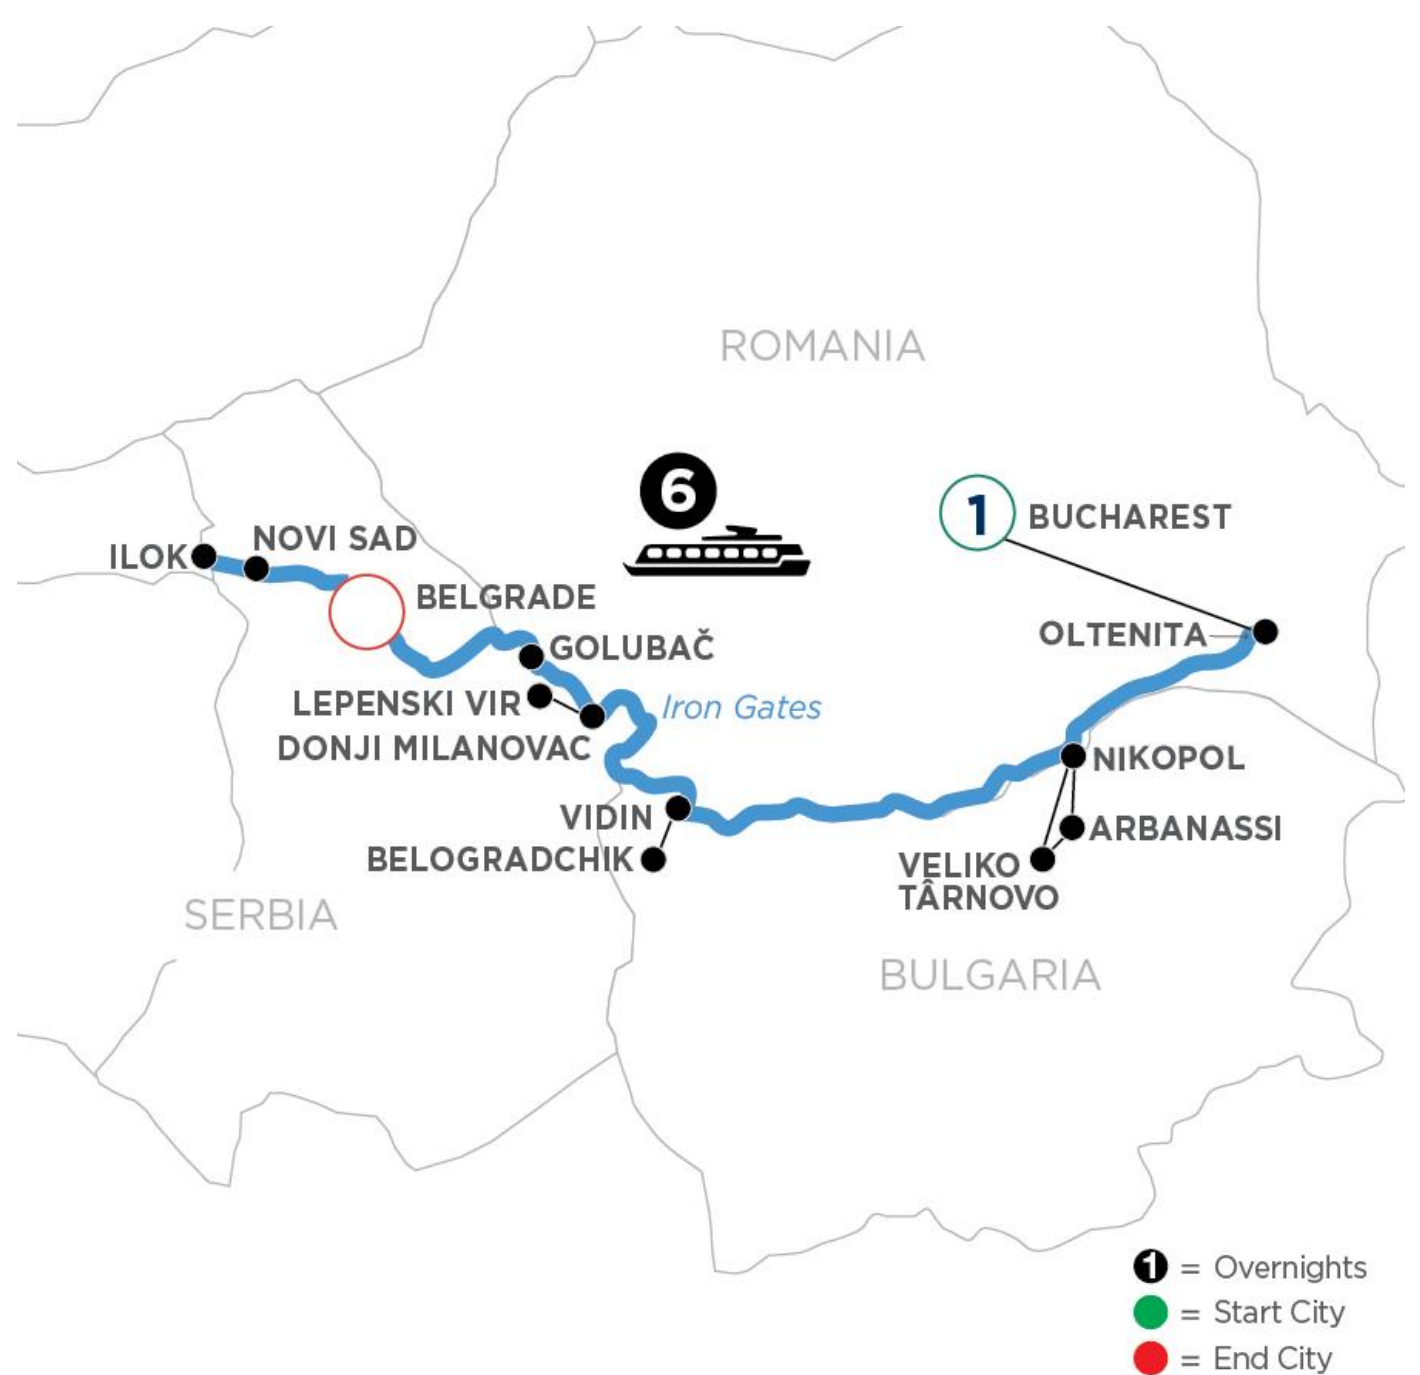 ROMANIA
6
1
BUCHAREST
NOVI SAD
ILOK
BELGRADE
OLTENITA
GOLUBAČ
LEPENSKI VIR
Iron Gates
DONJI MILANOVAC
NIKOPOL
VIDIN
ARBANASSI
BELOGRADCHIK
VELIKO
TÂRNOVO
SERBIA
BULGARIA
1 = Overnights
= Start City
= End City